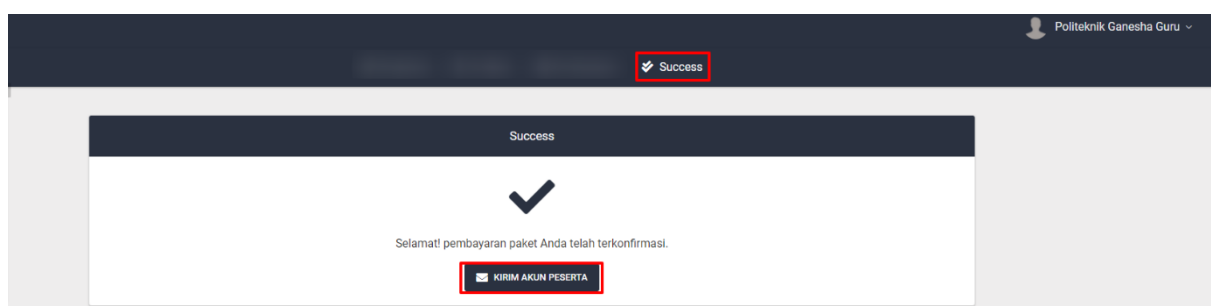 Politeknik Ganesha Guru
Success
Success
Selamat! pembayaran paket Anda telah terkonfirmasi.
KIRIM AKUN PESERTA